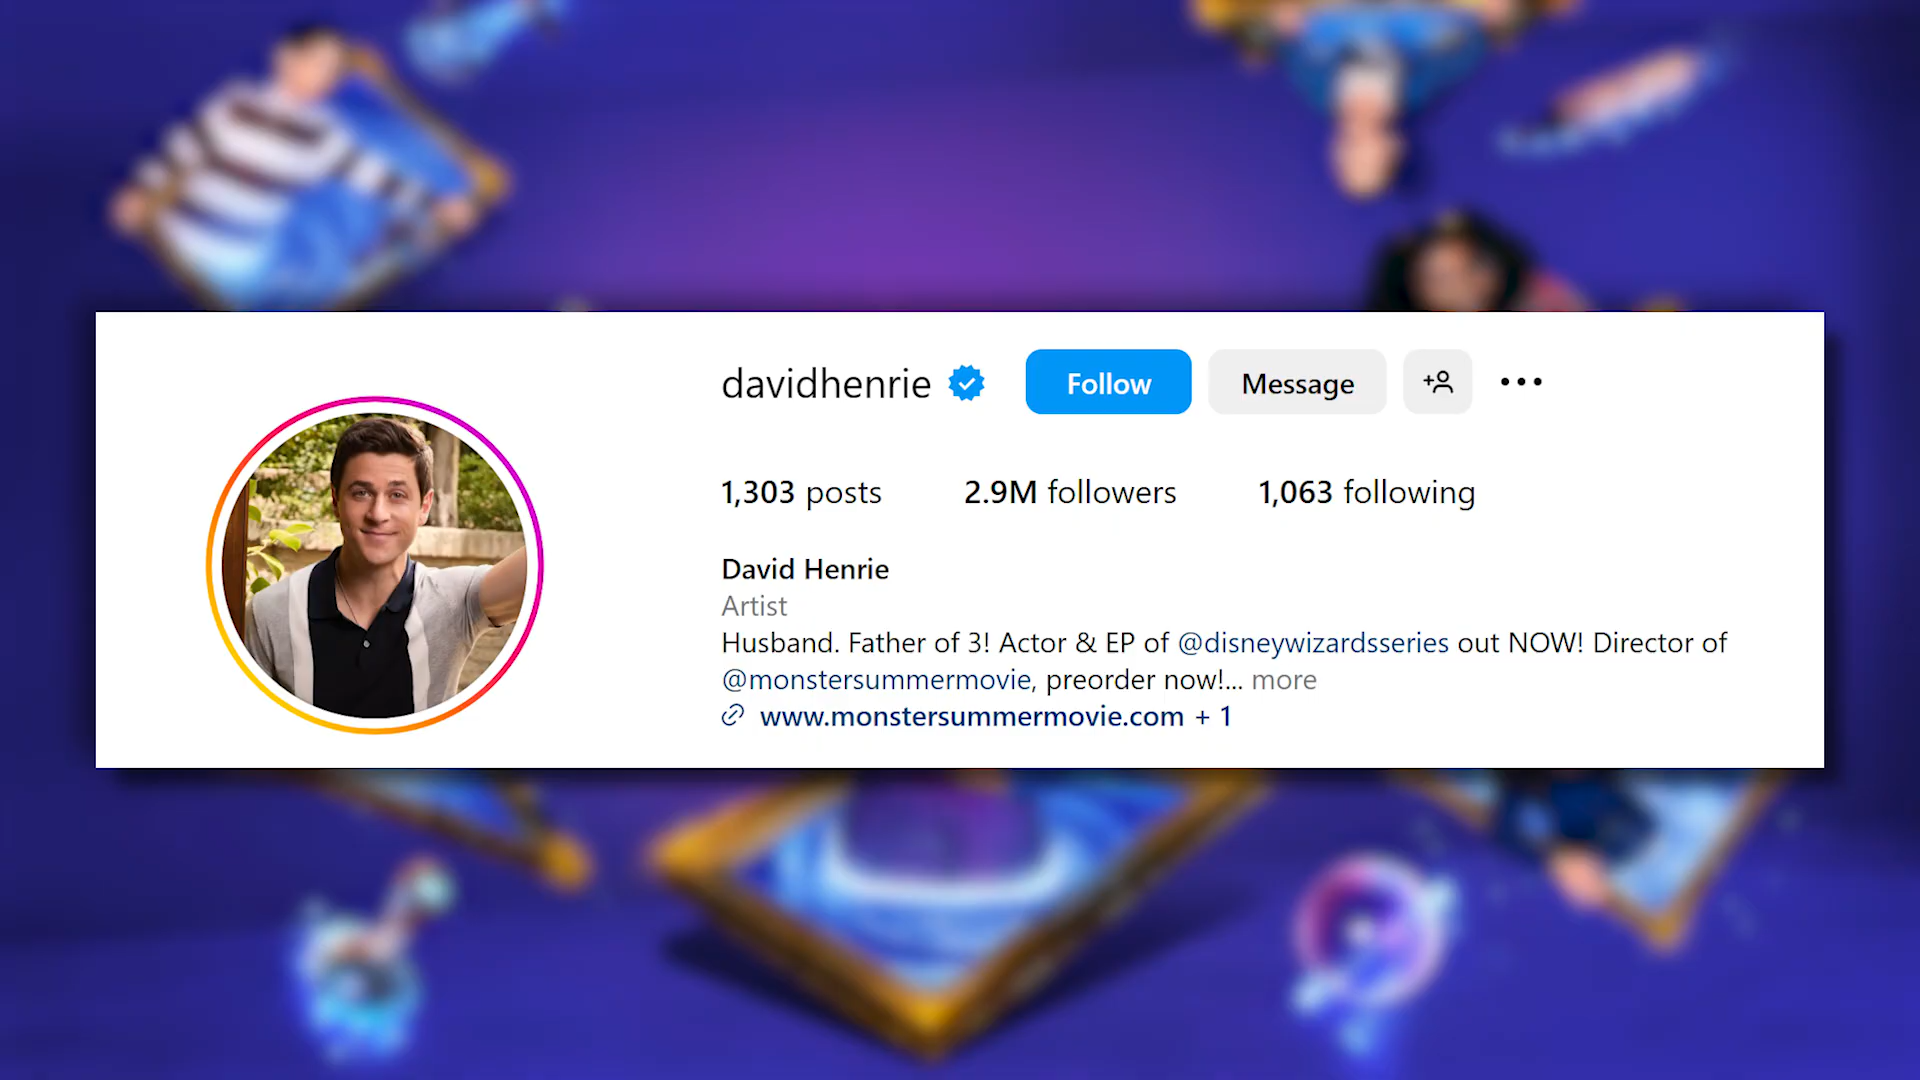 davidhenrie Follow Message
1,303 posts 2.9M followers 1,063 following
David Henrie
Artist
Husband. Father of 3! Actor & EP of @disneywizardsseries out NOW! Director of
@monstersummermovie, preorder now!... more
www.monstersummermovie.com + 1